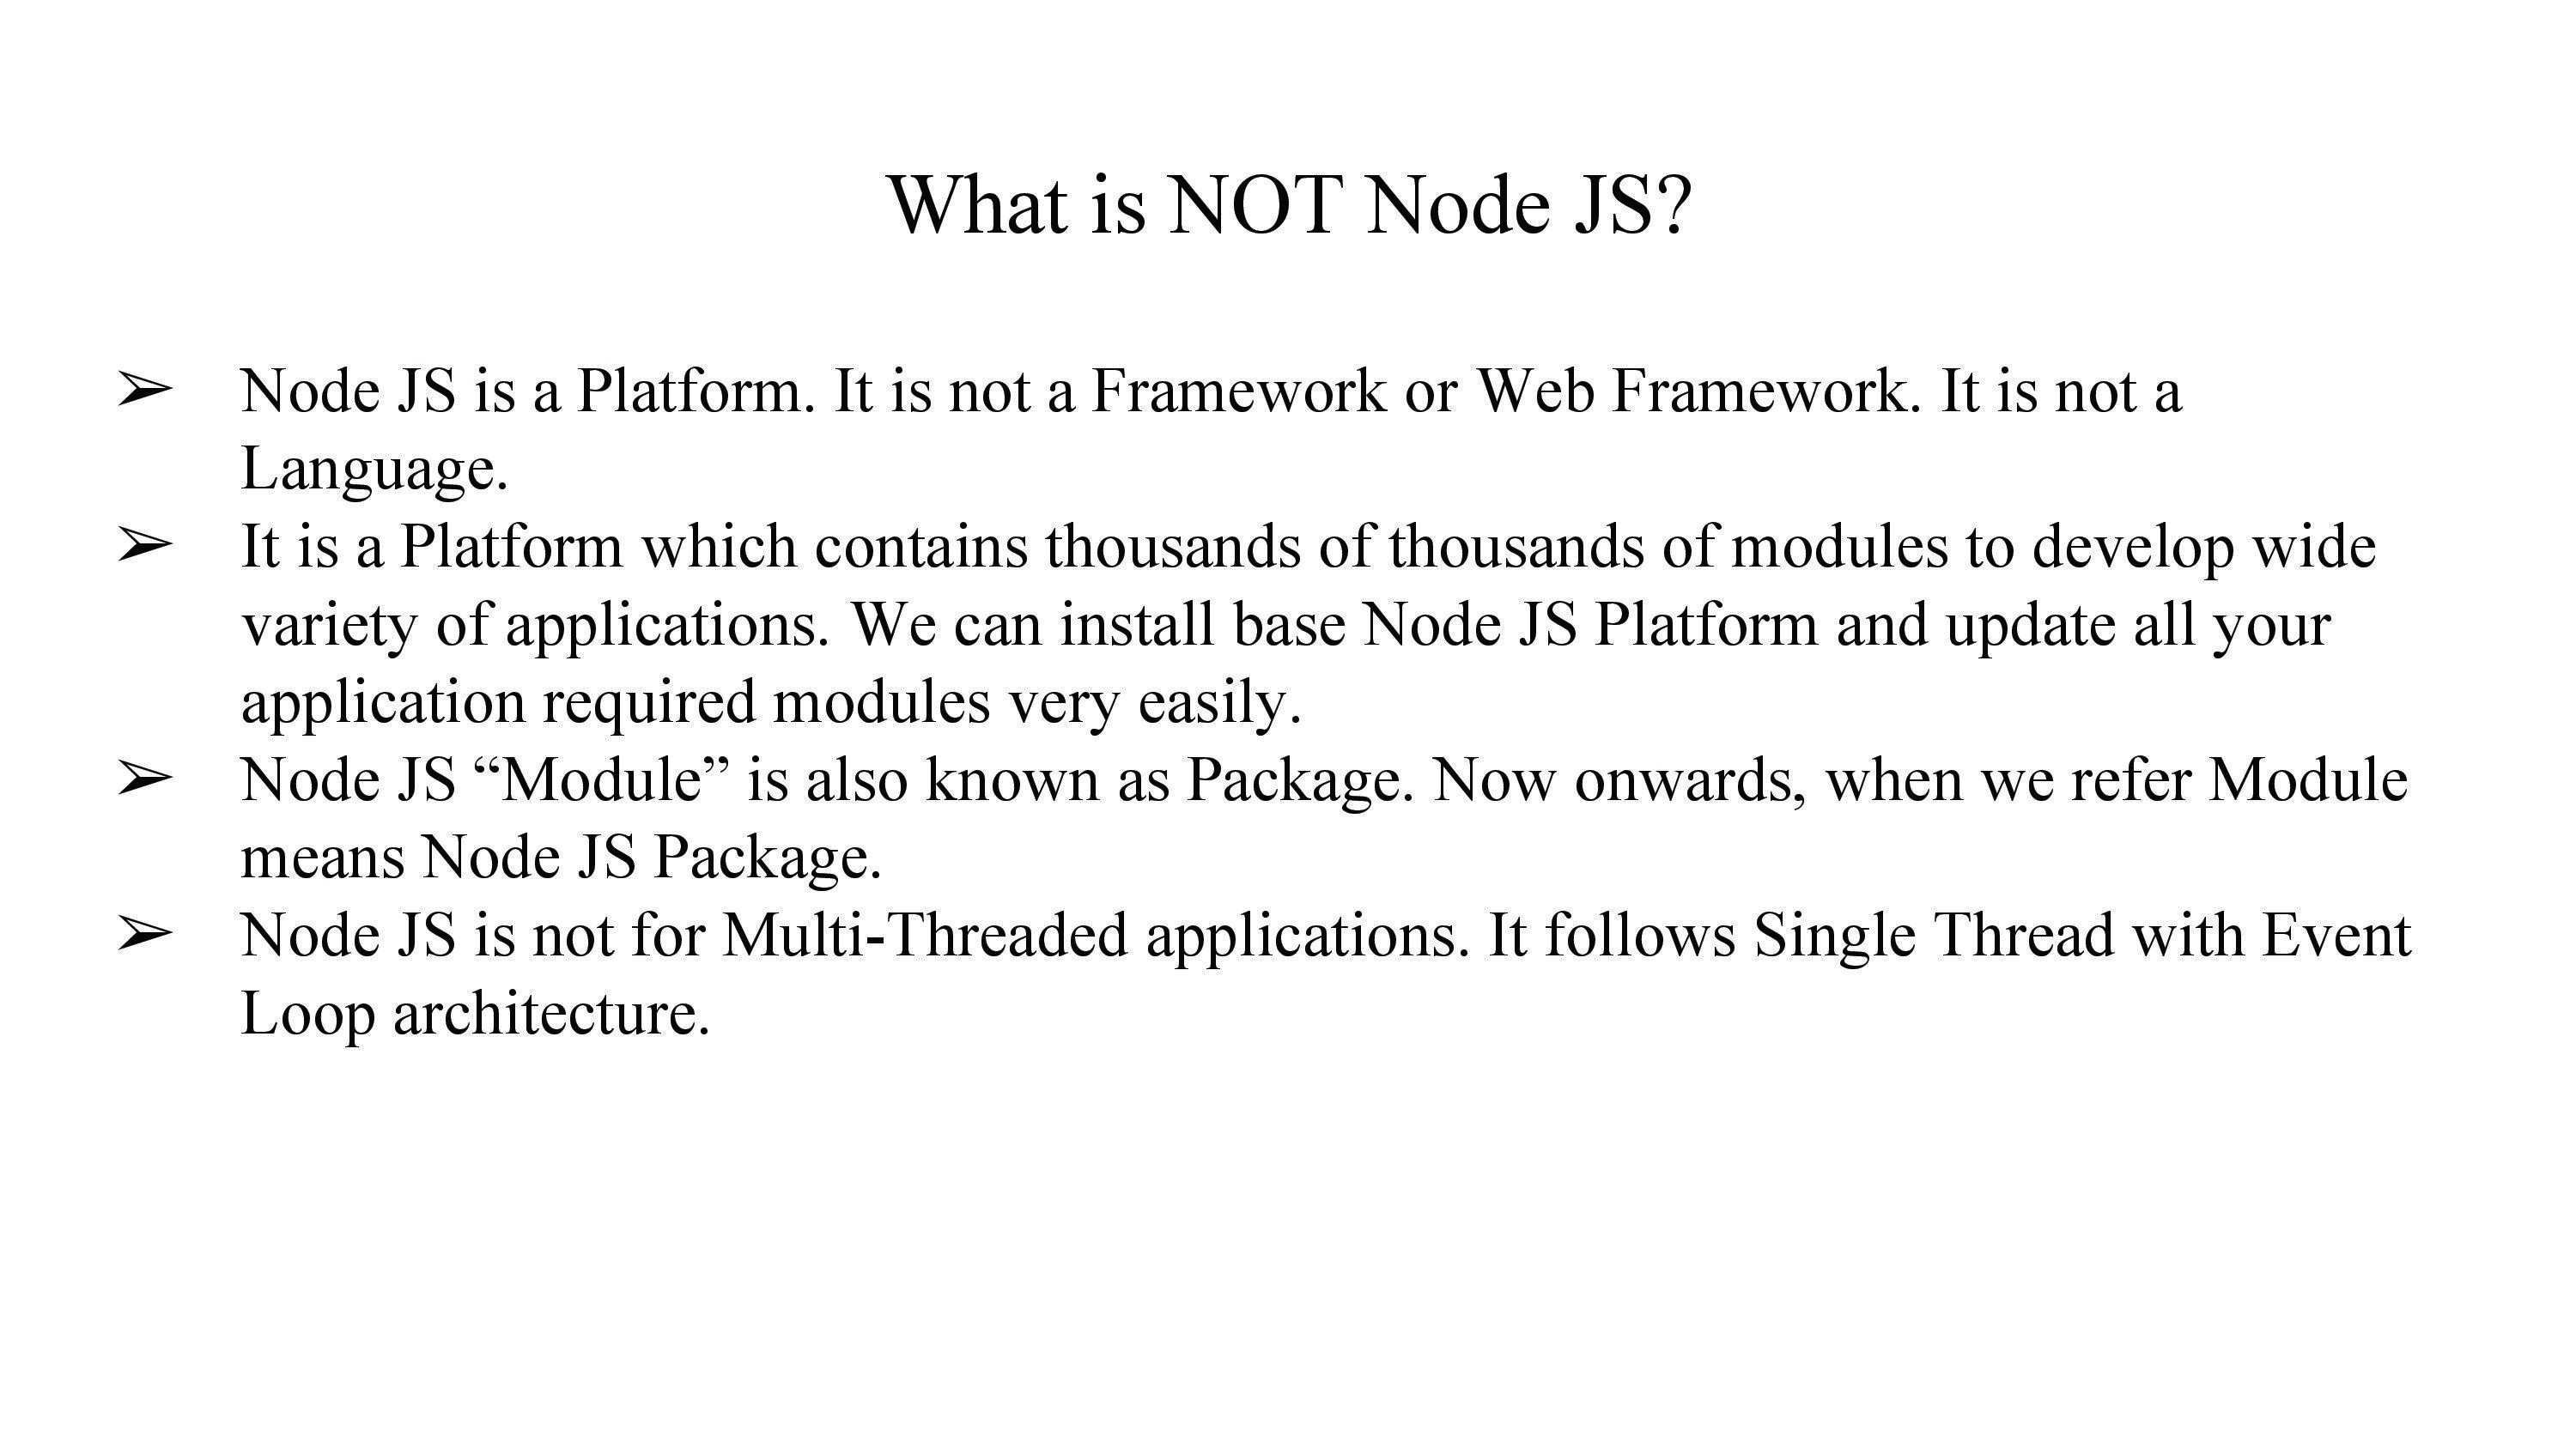 What is NOT Node JS?
➢ Node JS is a Platform. It is not a Framework or Web Framework. It is not a
Language.
➢ It is a Platform which contains thousands of thousands of modules to develop wide
variety of applications. We can install base Node JS Platform and update all your
application required modules very easily.
➢ Node JS “Module” is also known as Package. Now onwards, when we refer Module
means Node JS Package.
➢ Node JS is not for Multi-Threaded applications. It follows Single Thread with Event
Loop architecture.